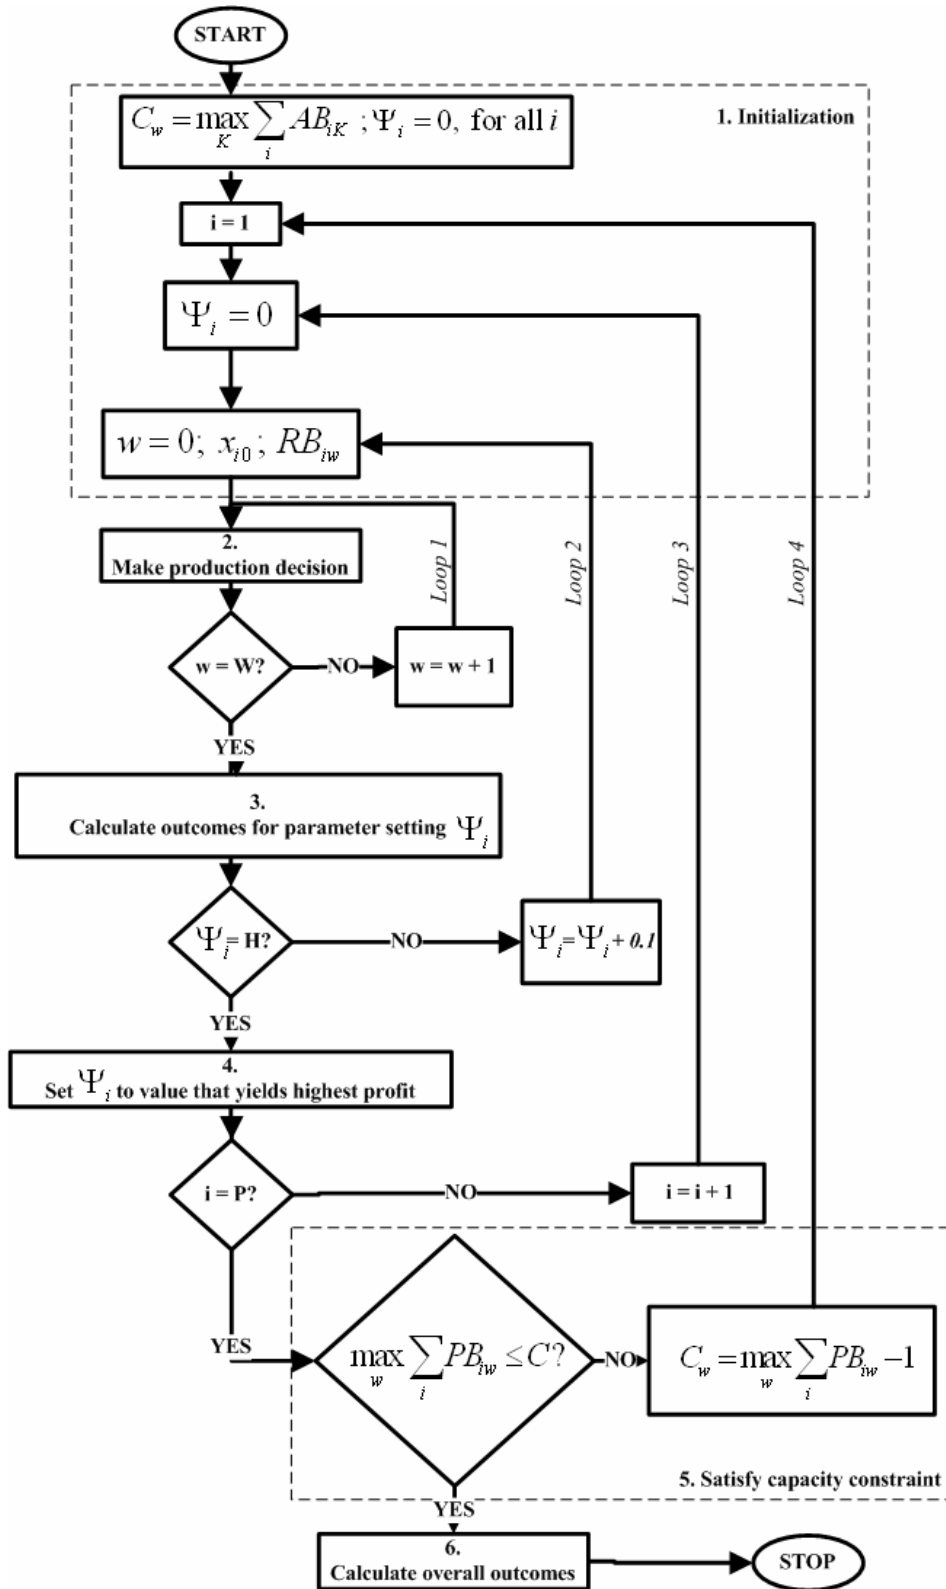 START
1. Initialization
C_w = max_K ∑_i AB_iK ; Ψ_i = 0, for all i
i = 1
Ψ_i = 0
w = 0; x_i0 ; RB_iw
2.
Make production decision
Loop 1
Loop 2
Loop 3
Loop 4
w = W?
NO
w = w + 1
YES
3.
Calculate outcomes for parameter setting Ψ_i
Ψ_i = H?
NO
Ψ_i = Ψ_i + 0.1
YES
4.
Set Ψ_i to value that yields highest profit
i = P?
NO
i = i + 1
YES
max_w ∑_i PB_iw ≤ C?
NO
C_w = max_w ∑_i PB_iw − 1
5. Satisfy capacity constraint
YES
6.
Calculate overall outcomes
STOP